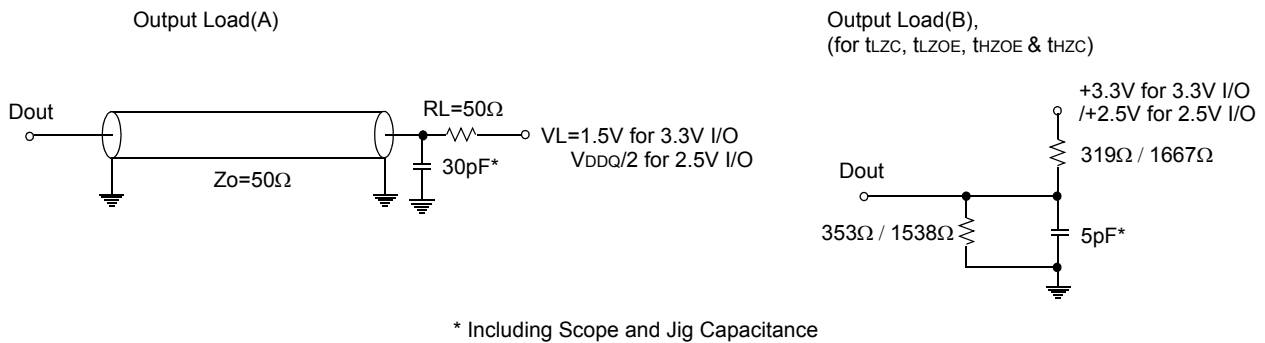 Output Load(A)
Dout
Zo=50Ω
RL=50Ω
30pF*
VL=1.5V for 3.3V I/O
VDDQ/2 for 2.5V I/O
Output Load(B),
(for tLZC, tLZOE, tHZOE & tHZC)
+3.3V for 3.3V I/O
/+2.5V for 2.5V I/O
319Ω / 1667Ω
Dout
353Ω / 1538Ω
5pF*
* Including Scope and Jig Capacitance